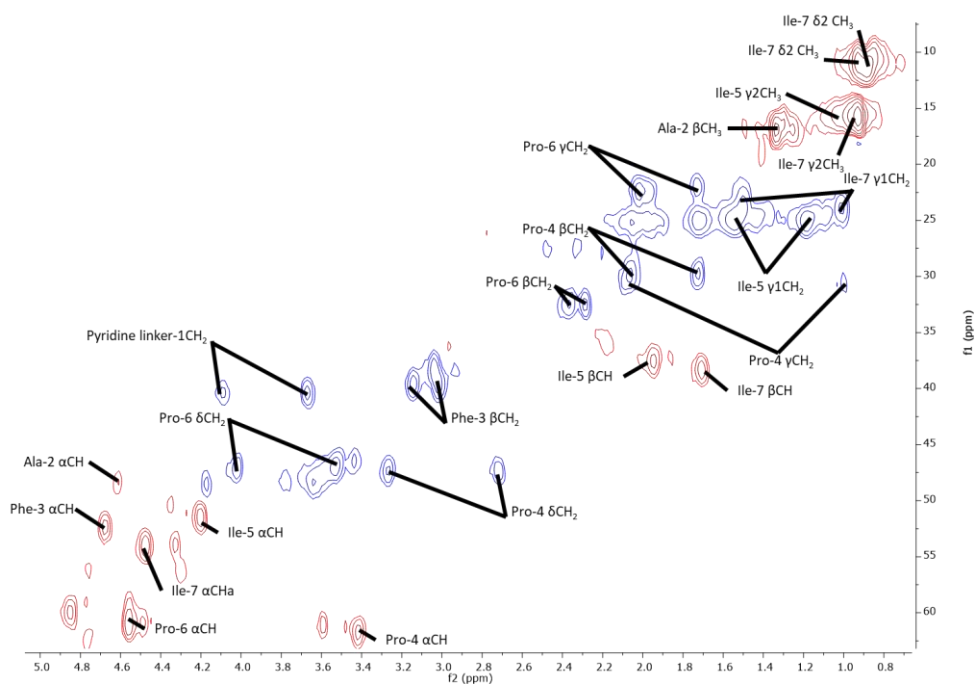 Ile-7 δ2 CH₃
Ile-7 δ2 CH₃
Ile-5 γ2CH₃
Ala-2 βCH₃
Pro-6 γCH₂
Ile-7 γ2CH₃
Ile-7 γ1CH₂
Pro-4 βCH₂
Pro-6 βCH₂
Ile-5 γ1CH₂
Pyridine linker-1CH₂
Pro-4 γCH₂
Ile-5 βCH
Ile-7 βCH
Phe-3 βCH₂
Pro-6 δCH₂
Ala-2 αCH
Phe-3 αCH
Ile-5 αCH
Pro-4 δCH₂
Ile-7 αCHa
Pro-6 αCH
Pro-4 αCH
10
15
20
25
30
35
40
45
50
55
60
f1 (ppm)
5.0 4.8 4.6 4.4 4.2 4.0 3.8 3.6 3.4 3.2 3.0 2.8 2.6 2.4 2.2 2.0 1.8 1.6 1.4 1.2 1.0 0.8
f2 (ppm)